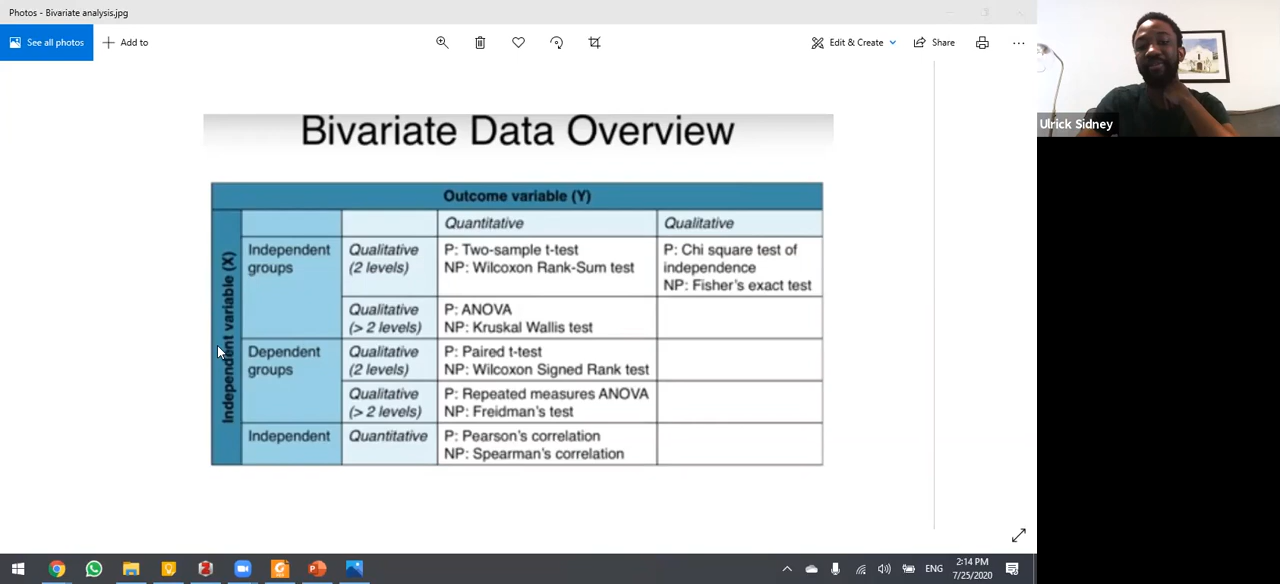 Photos - Bivariate analysis.jpg
See all photos
Add to
Edit & Create
Share
Ulrick Sidney
Bivariate Data Overview
Outcome variable (Y)
Independent variable (X)
Quantitative
Qualitative
Independent
groups
Qualitative
(2 levels)
P: Two-sample t-test
NP: Wilcoxon Rank-Sum test
P: Chi square test of
independence
NP: Fisher's exact test
Qualitative
(> 2 levels)
P: ANOVA
NP: Kruskal Wallis test
Dependent
groups
Qualitative
(2 levels)
P: Paired t-test
NP: Wilcoxon Signed Rank test
Qualitative
(> 2 levels)
P: Repeated measures ANOVA
NP: Freidman's test
Independent
Quantitative
P: Pearson's correlation
NP: Spearman's correlation
ENG
2:14 PM
7/25/2020